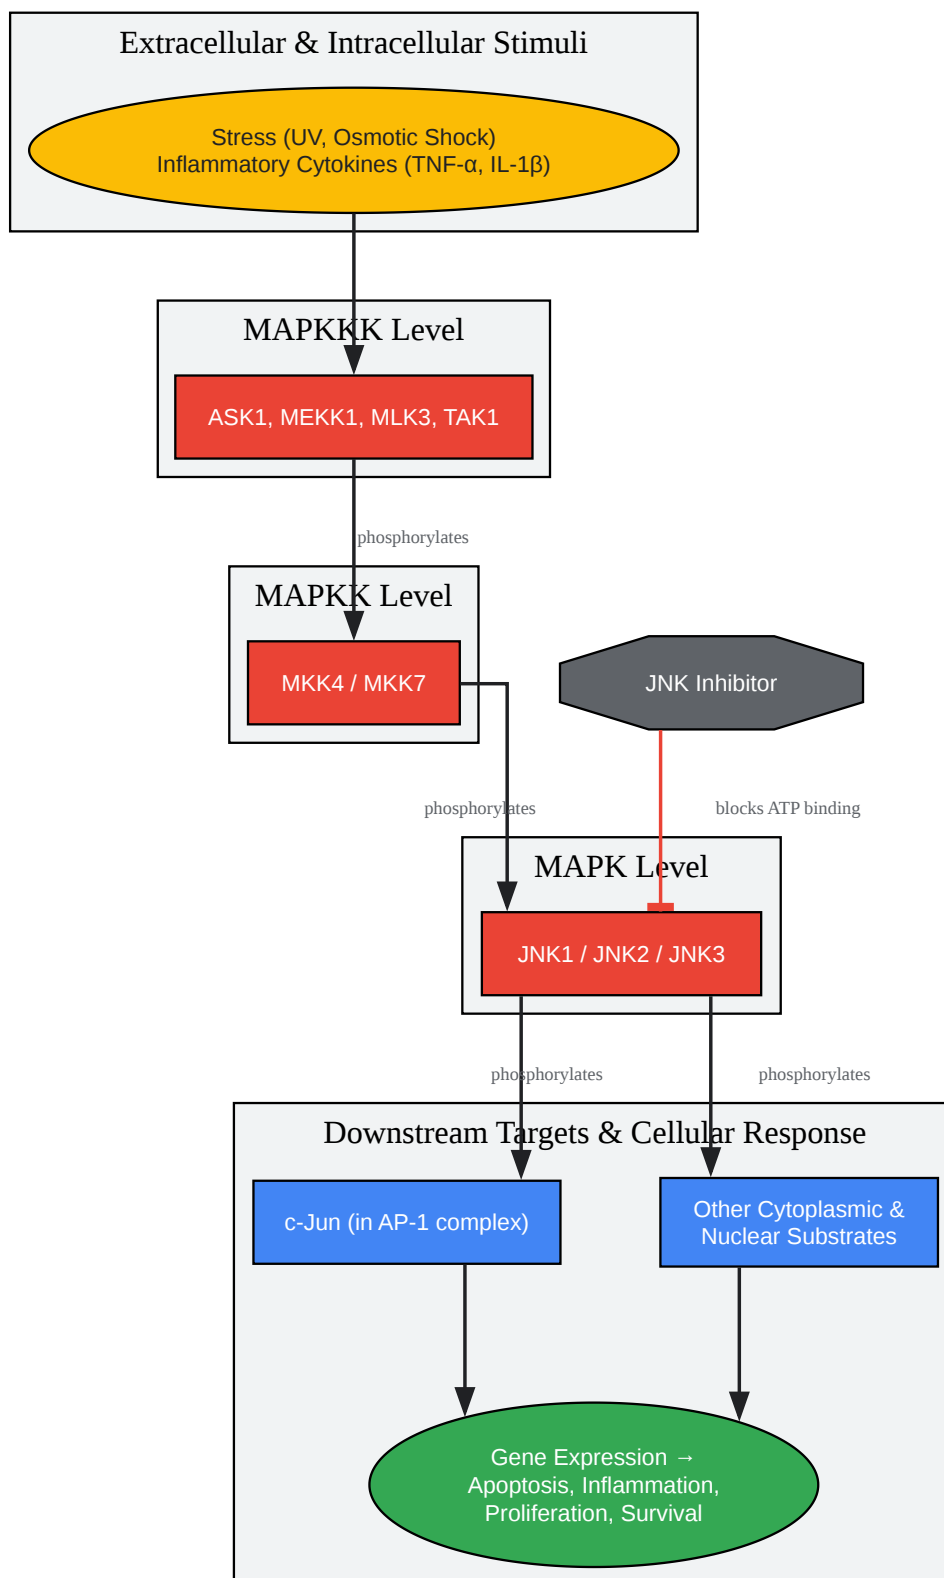 Extracellular & Intracellular Stimuli
Stress (UV, Osmotic Shock)
Inflammatory Cytokines (TNF-α, IL-1β)
MAPKKK Level
ASK1, MEKK1, MLK3, TAK1
phosphorylates
MAPKK Level
MKK4 / MKK7
JNK Inhibitor
phosphorylates
blocks ATP binding
MAPK Level
JNK1 / JNK2 / JNK3
phosphorylates
phosphorylates
Downstream Targets & Cellular Response
c-Jun (in AP-1 complex)
Other Cytoplasmic &
Nuclear Substrates
Gene Expression →
Apoptosis, Inflammation,
Proliferation, Survival